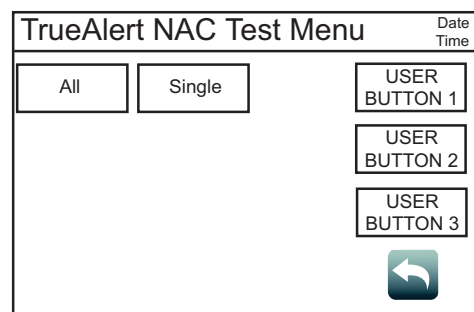 TrueAlert NAC Test Menu
Date
Time
All
Single
USER
BUTTON 1
USER
BUTTON 2
USER
BUTTON 3